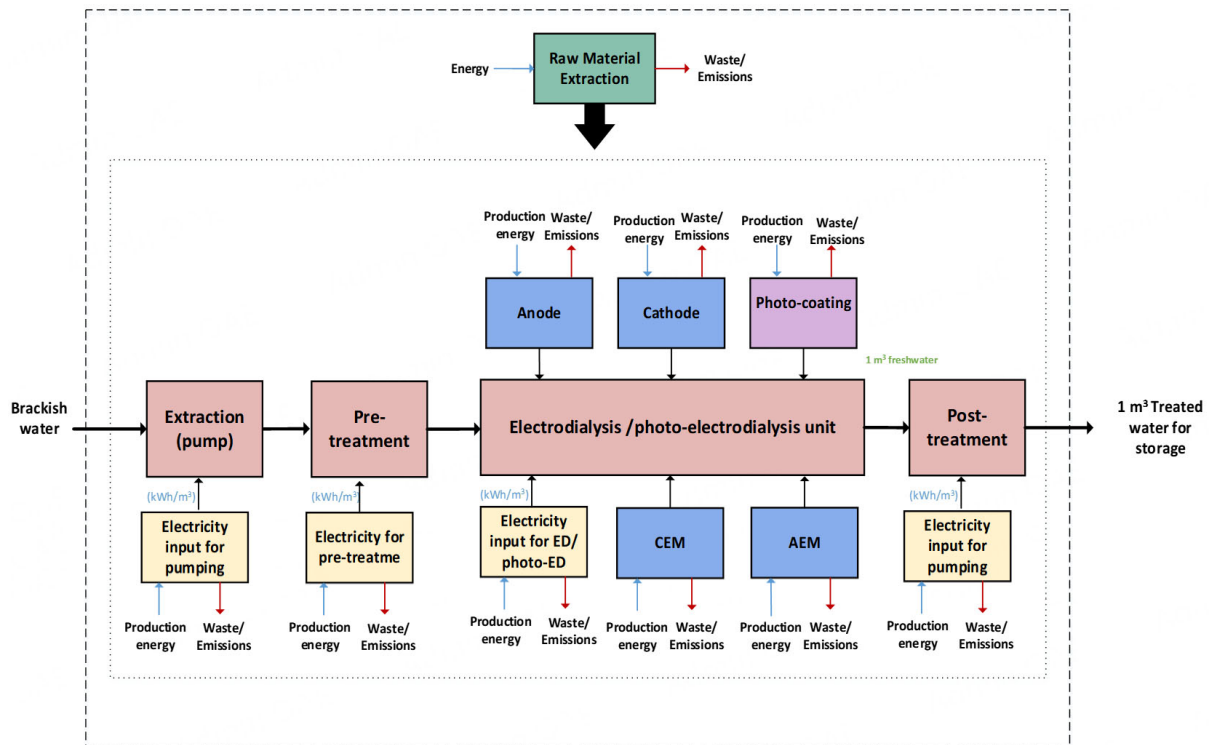 Energy
Raw Material
Extraction
Waste/
Emissions
Production
energy
Waste/
Emissions
Production
energy
Waste/
Emissions
Production
energy
Waste/
Emissions
Anode
Cathode
Photo-coating
1 m³ freshwater
Brackish
water
Extraction
(pump)
Pre-
treatment
Electrodialysis /photo-electrodialysis unit
Post-
treatment
1 m³ Treated
water for
storage
(kWh/m³)
(kWh/m³)
(kWh/m³)
(kWh/m³)
Electricity
input for
pumping
Electricity for
pre-treatme
Electricity
input for ED/
photo-ED
CEM
AEM
Electricity
input for
pumping
Production
energy
Waste/
Emissions
Production
energy
Waste/
Emissions
Production
energy
Waste/
Emissions
Production
energy
Waste/
Emissions
Production
energy
Waste/
Emissions
Production
energy
Waste/
Emissions